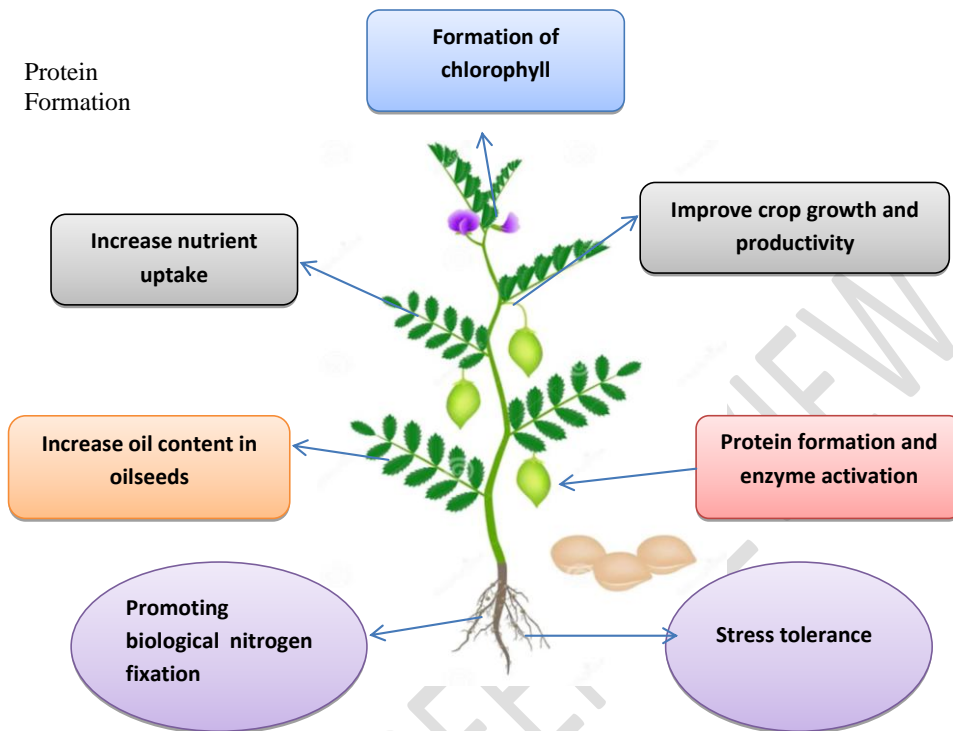 Formation of
chlorophyll
Protein
Formation
Improve crop growth and
productivity
Increase nutrient
uptake
Increase oil content in
oilseeds
Protein formation and
enzyme activation
Promoting
biological nitrogen
fixation
Stress tolerance